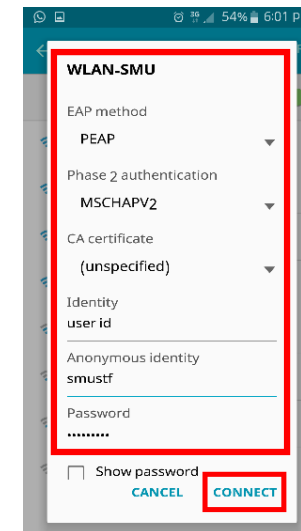 3G 54% 6:01 P
WLAN-SMU
EAP method
PEAP
Phase 2 authentication
MSCHAPV2
CA certificate
(unspecified)
Identity
user id
Anonymous identity
smustf
Password
•••••••••
Show password
CANCEL CONNECT